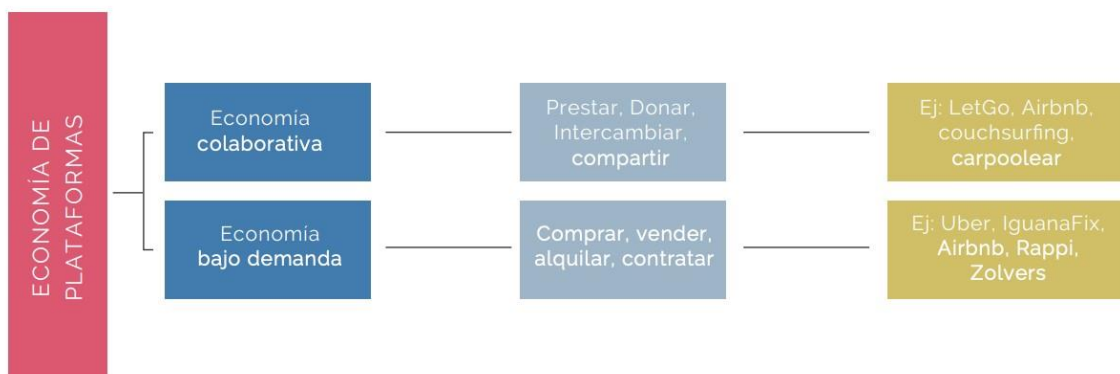 ECONOMÍA DE
PLATAFORMAS
Economía
colaborativa
Prestar, Donar,
Intercambiar,
compartir
Ej: LetGo, Airbnb,
couchsurfing,
carpoolear
Economía
bajo demanda
Comprar, vender,
alquilar, contratar
Ej: Uber, IguanaFix,
Airbnb, Rappi,
Zolvers